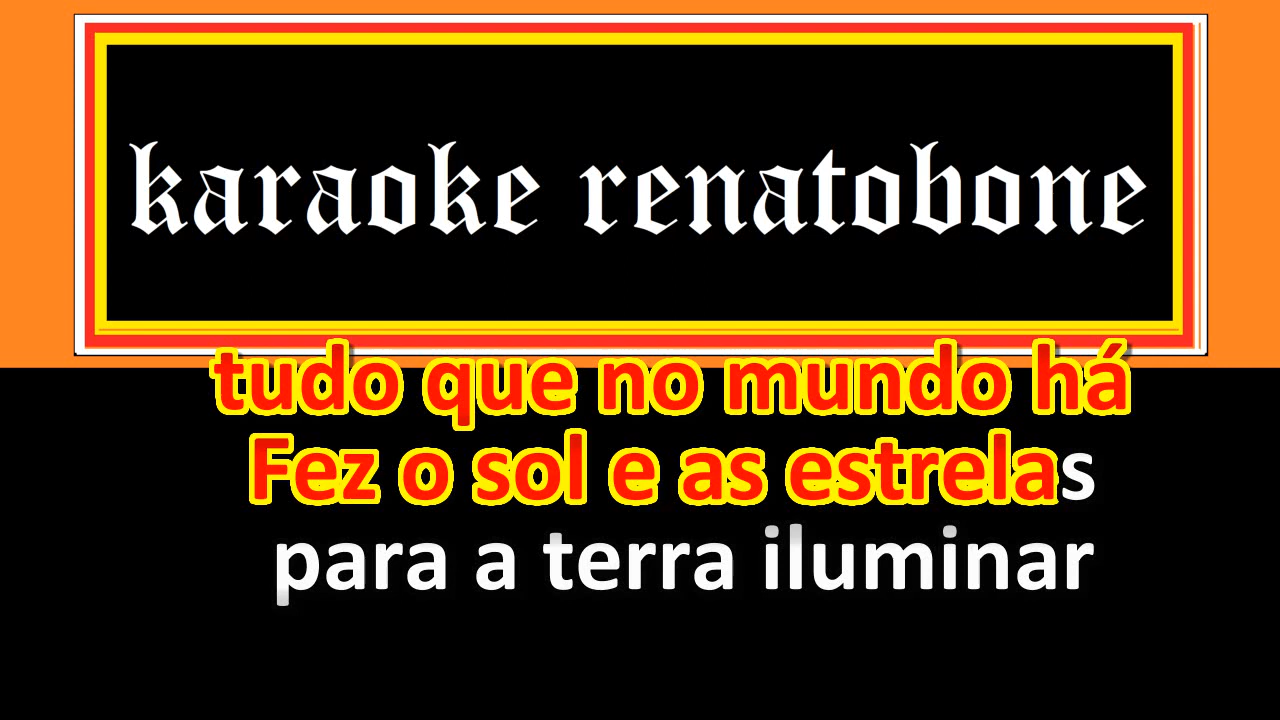 karaoke renatobone
tudo que no mundo há
Fez o sol e as estrelas
para a terra iluminar